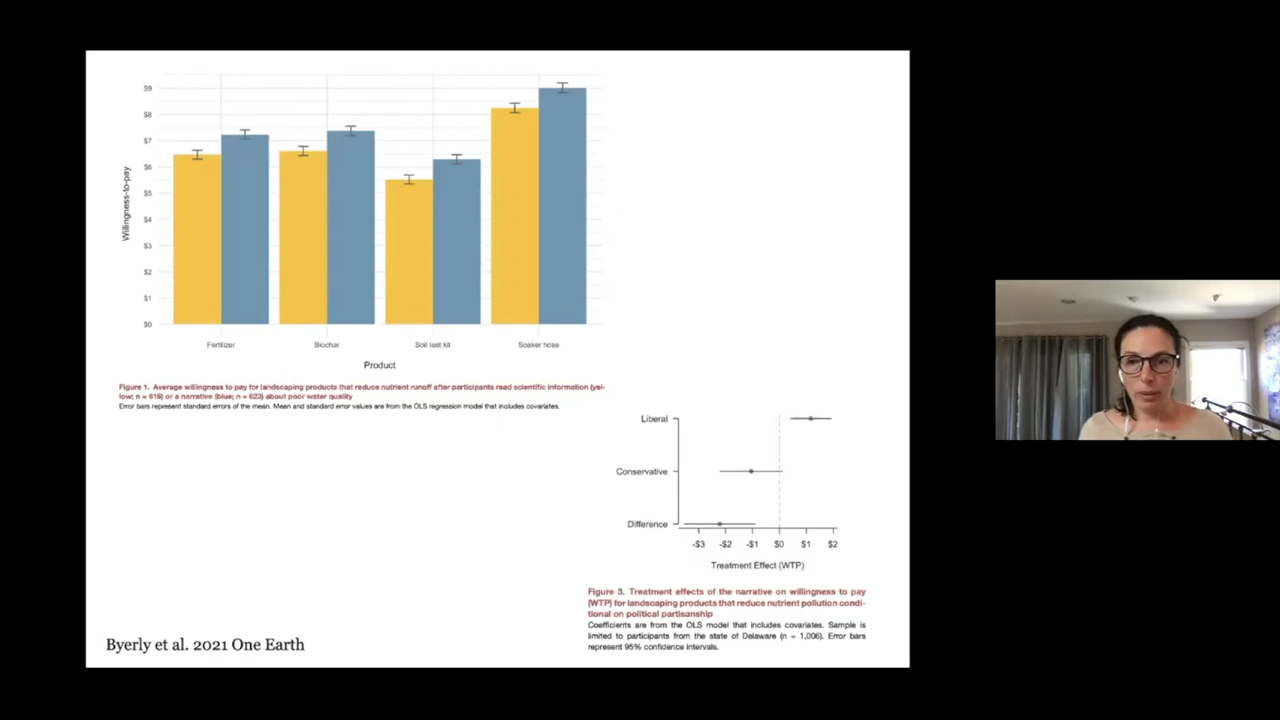 $9
$8
$7
$6
$5
$4
$3
$2
$1
$0
Willingness-to-pay
Fertilizer Biochar Soil test kit Soaker hose
Product
Figure 1. Average willingness to pay for landscaping products that reduce nutrient runoff after participants read scientific information (yel-
low; n = 618) or a narrative (blue; n = 623) about poor water quality
Error bars represent standard errors of the mean. Mean and standard error values are from the OLS regression model that includes covariates.
Liberal
Conservative
Difference
-$3 -$2 -$1 $0 $1 $2
Treatment Effect (WTP)
Figure 3. Treatment effects of the narrative on willingness to pay
(WTP) for landscaping products that reduce nutrient pollution condi-
tional on political partisanship
Coefficients are from the OLS model that includes covariates. Sample is
limited to participants from the state of Delaware (n = 1,006). Error bars
represent 95% confidence intervals.
Byerly et al. 2021 One Earth